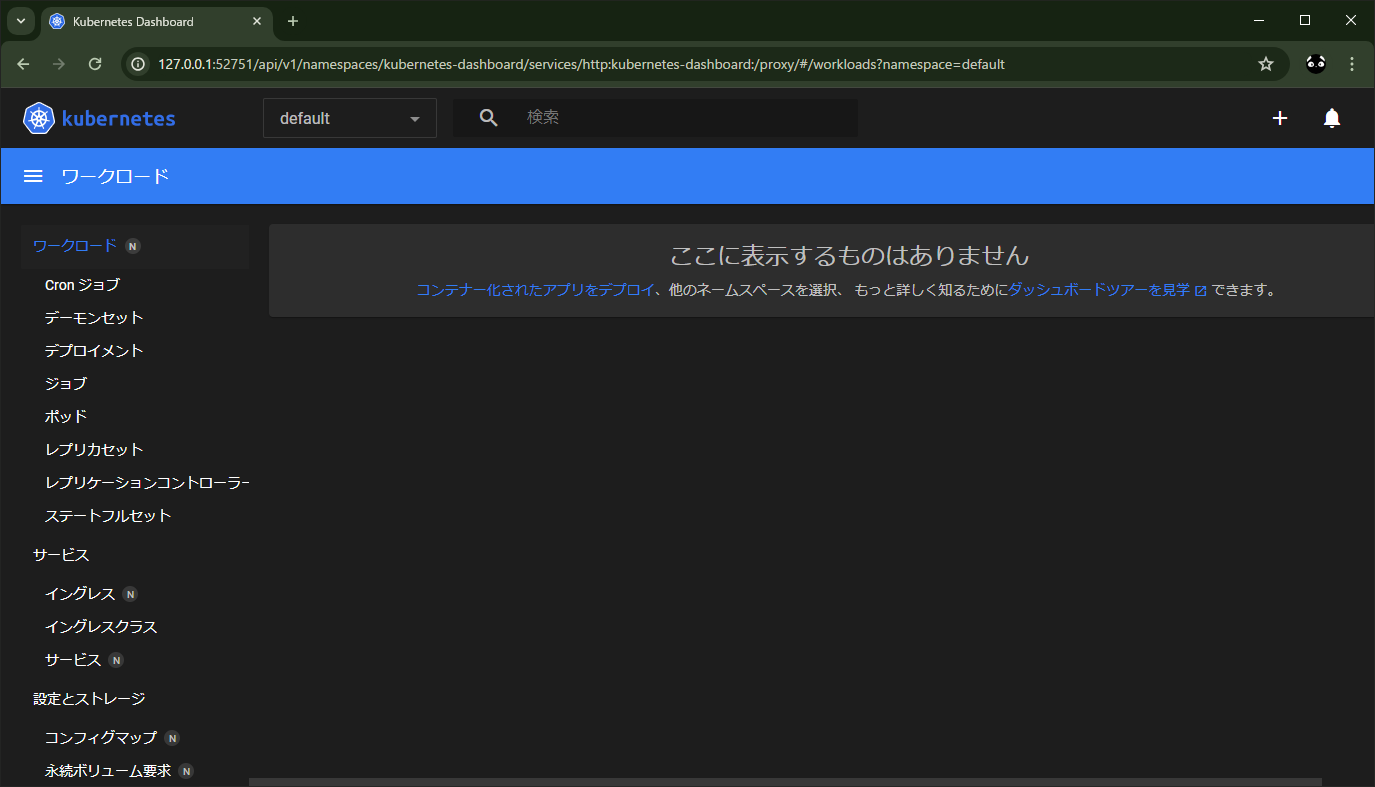 Kubernetes Dashboard
127.0.0.1:52751/api/v1/namespaces/kubernetes-dashboard/services/http:kubernetes-dashboard:/proxy/#/workloads?namespace=default
kubernetes
default
検索
ワークロード
ワークロード N
Cron ジョブ
デーモンセット
デプロイメント
ジョブ
ポッド
レプリカセット
レプリケーションコントローラー
ステートフルセット
サービス
イングレス N
イングレスクラス
サービス N
設定とストレージ
コンフィグマップ N
永続ボリューム要求 N
ここに表示するものはありません
コンテナー化されたアプリをデプロイ、他のネームスペースを選択、 もっと詳しく知るためにダッシュボードツアーを見学 できます。